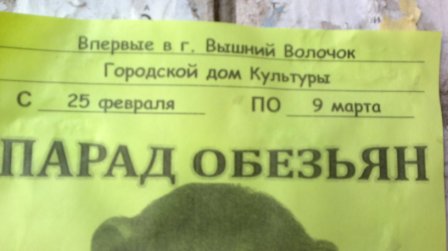 Впервые в г. Вышний Волочок
Городской дом Культуры
С 25 февраля ПО 9 марта
ПАРАД ОБЕЗЬЯН